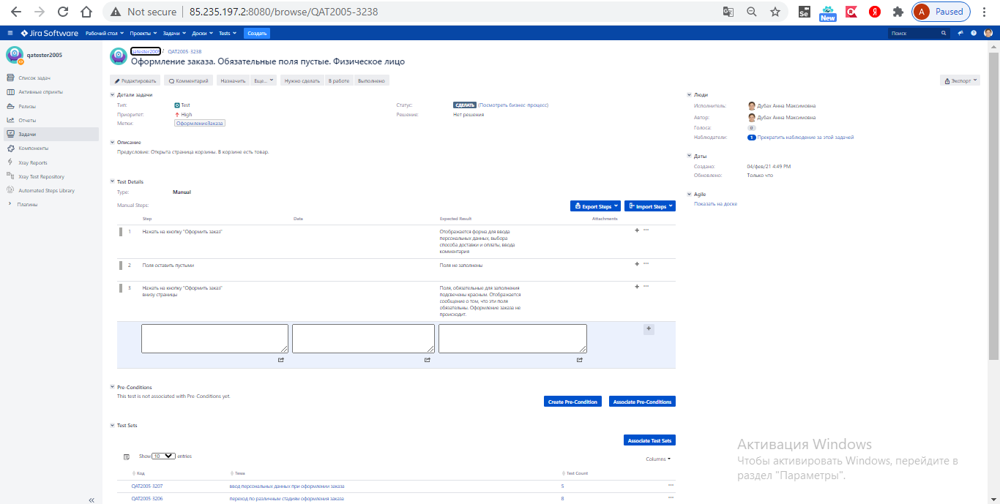 Not secure | 85.235.197.2:8080/browse/QAT2005-3238
Se
New
Я
A Paused
Jira Software Рабочий стол Проекты Задачи Доски Tests Создать Поиск
qatester2005
Список задач
Активные спринты
Релизы
Отчеты
Задачи
Компоненты
Xray Reports
Xray Test Repository
Automated Steps Library
Плагины
qatester2005 / QAT2005-3238
Оформление заказа. Обязательные поля пустые. Физическое лицо
Редактировать Комментарий Назначить Еще... Нужно сделать В работе Выполнено Экспорт
Детали задачи
Тип: Test Статус: СДЕЛАТЬ (Посмотреть бизнес-процесс)
Приоритет: High Решение: Нет решения
Метки: ОформлениеЗаказа
Описание
Предусловие: Открыта страница корзины. В корзине есть товар.
Test Details
Type: Manual
Manual Steps: Export Steps Import Steps
Step Data Expected Result Attachments
1 Нажать на кнопку "Оформить заказ" Отображается форма для ввода
персональных данных, выбора
способа доставки и оплаты, ввода
комментария
2 Поля оставить пустыми Поля не заполнены
3 Нажать на кнопку "Оформить заказ" Поля, обязательные для заполнения
внизу страницы подсвечены красным. Отображается
сообщение о том, что эти поля
обязательны. Оформление заказа не
происходит.
Pre-Conditions
This test is not associated with Pre-Conditions yet.
Create Pre-Condition Associate Pre-Conditions
Test Sets
Associate Test Sets
Show 10 entries Columns
Код Тема Test Count
QAT2005-3207 ввод персональных данных при оформлении заказа 5
QAT2005-3206 переход по различным стадиям оформления заказа 8
Люди
Исполнитель: Дубах Анна Максимовна
Автор: Дубах Анна Максимовна
Голоса: 0
Наблюдатели: 1 Прекратить наблюдение за этой задачей
Даты
Создано: 04/фев/21 4:49 PM
Обновлено: Только что
Agile
Показать на доске
Активация Windows
Чтобы активировать Windows, перейдите в
раздел "Параметры".